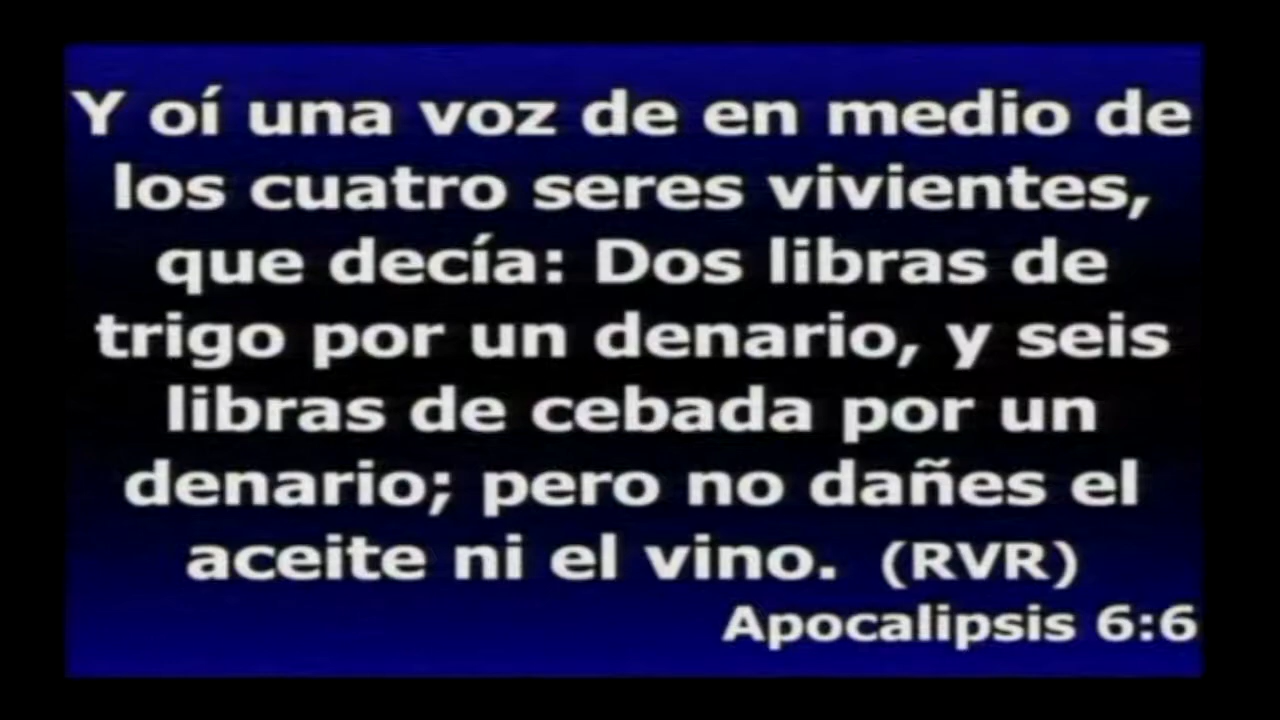 Y oí una voz de en medio de
los cuatro seres vivientes,
que decía: Dos libras de
trigo por un denario, y seis
libras de cebada por un
denario; pero no dañes el
aceite ni el vino. (RVR)
Apocalipsis 6:6